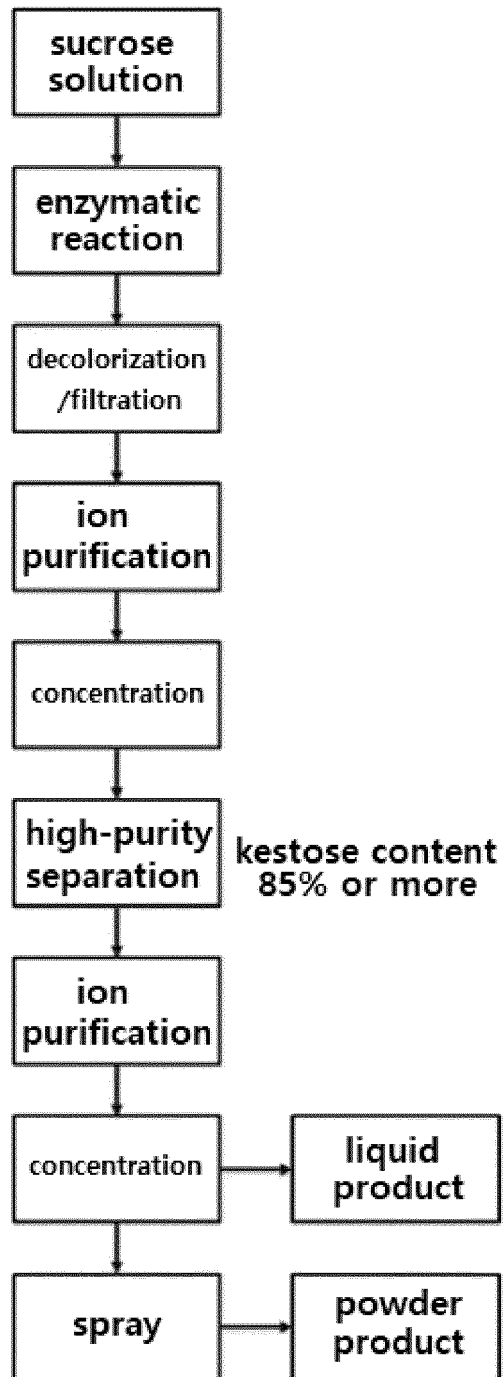 sucrose
solution
enzymatic
reaction
decolorization
/filtration
ion
purification
concentration
high-purity
separation
kestose content
85% or more
ion
purification
concentration
liquid
product
spray
powder
product